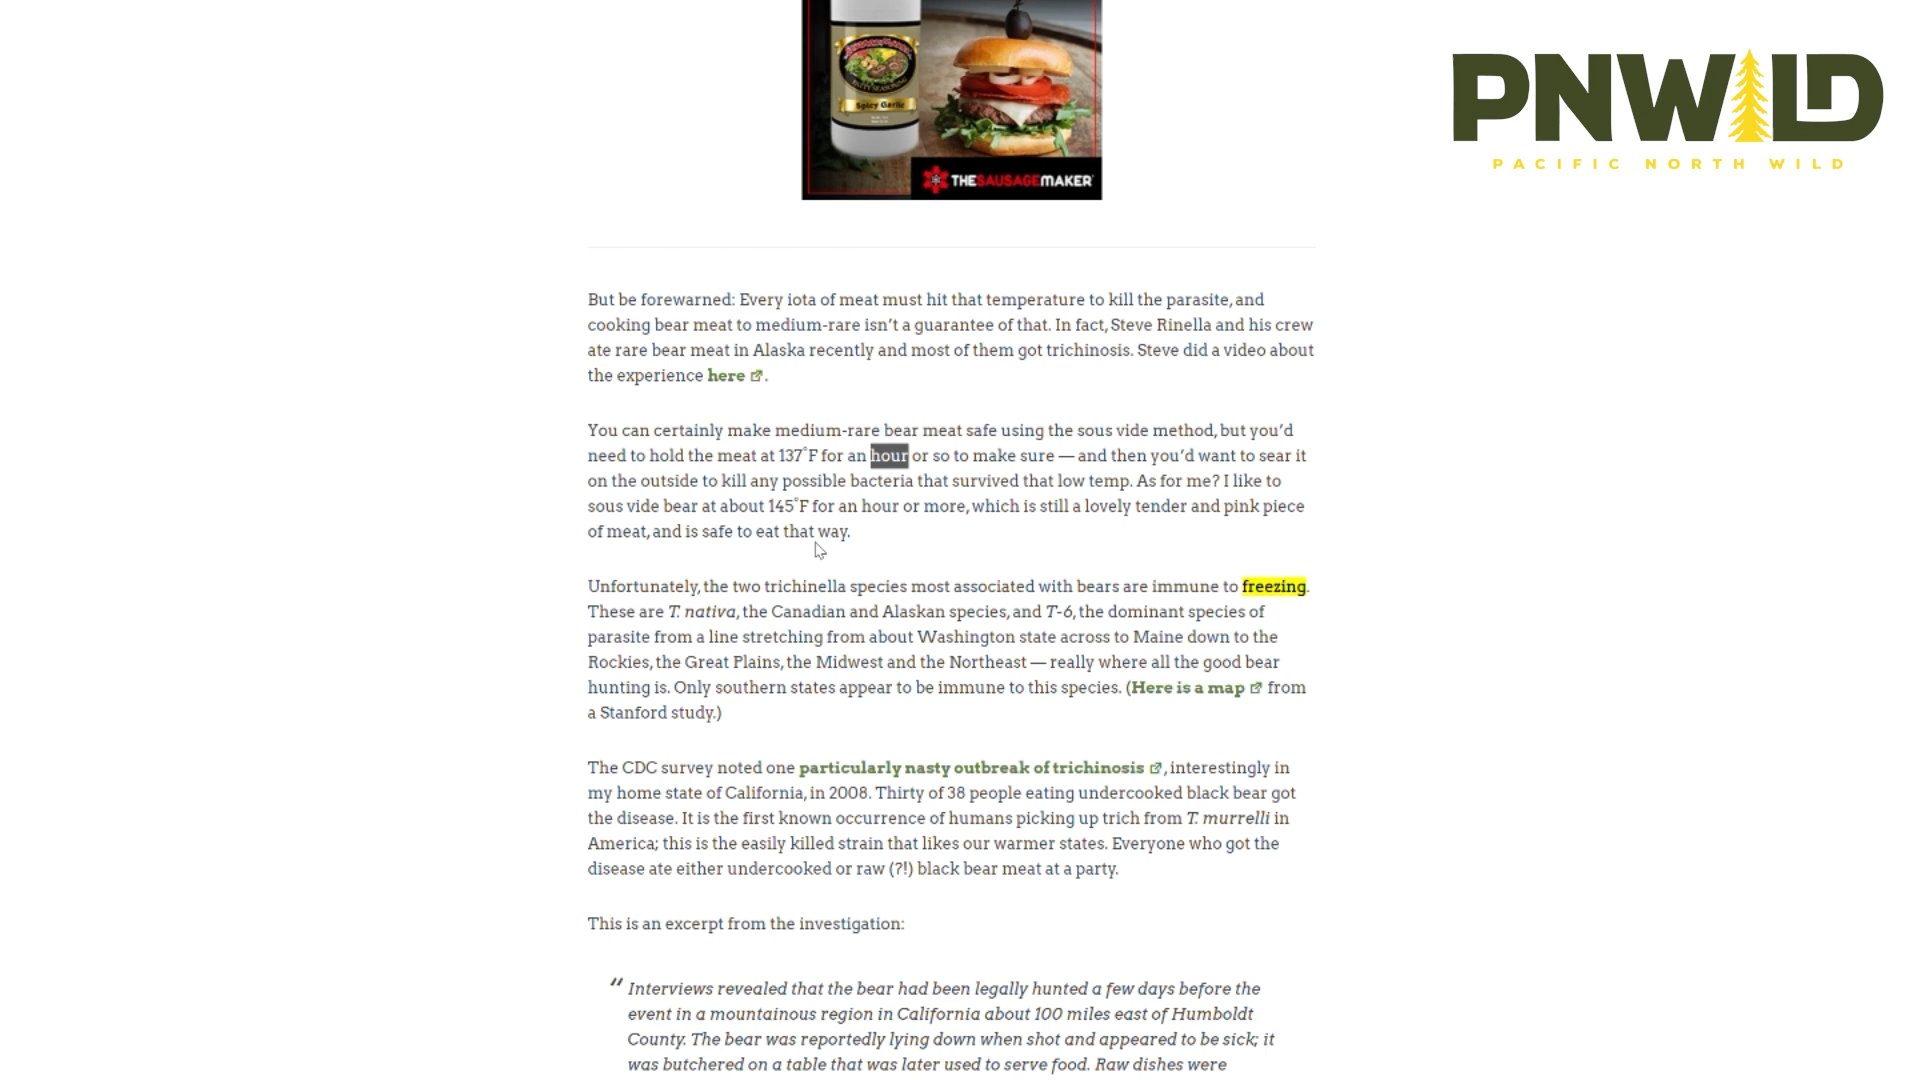 Spicy Garlic
THESAUSAGEMAKER
PNWILD
PACIFIC NORTH WILD
But be forewarned: Every iota of meat must hit that temperature to kill the parasite, and
cooking bear meat to medium-rare isn’t a guarantee of that. In fact, Steve Rinella and his crew
ate rare bear meat in Alaska recently and most of them got trichinosis. Steve did a video about
the experience here.
You can certainly make medium-rare bear meat safe using the sous vide method, but you’d
need to hold the meat at 137°F for an hour or so to make sure — and then you’d want to sear it
on the outside to kill any possible bacteria that survived that low temp. As for me? I like to
sous vide bear at about 145°F for an hour or more, which is still a lovely tender and pink piece
of meat, and is safe to eat that way.
Unfortunately, the two trichinella species most associated with bears are immune to freezing.
These are T. nativa, the Canadian and Alaskan species, and T-6, the dominant species of
parasite from a line stretching from about Washington state across to Maine down to the
Rockies, the Great Plains, the Midwest and the Northeast — really where all the good bear
hunting is. Only southern states appear to be immune to this species. (Here is a map from
a Stanford study.)
The CDC survey noted one particularly nasty outbreak of trichinosis, interestingly in
my home state of California, in 2008. Thirty of 38 people eating undercooked black bear got
the disease. It is the first known occurrence of humans picking up trich from T. murrelli in
America; this is the easily killed strain that likes our warmer states. Everyone who got the
disease ate either undercooked or raw (?!) black bear meat at a party.
This is an excerpt from the investigation:
“ Interviews revealed that the bear had been legally hunted a few days before the
event in a mountainous region in California about 100 miles east of Humboldt
County. The bear was reportedly lying down when shot and appeared to be sick; it
was butchered on a table that was later used to serve food. Raw dishes were